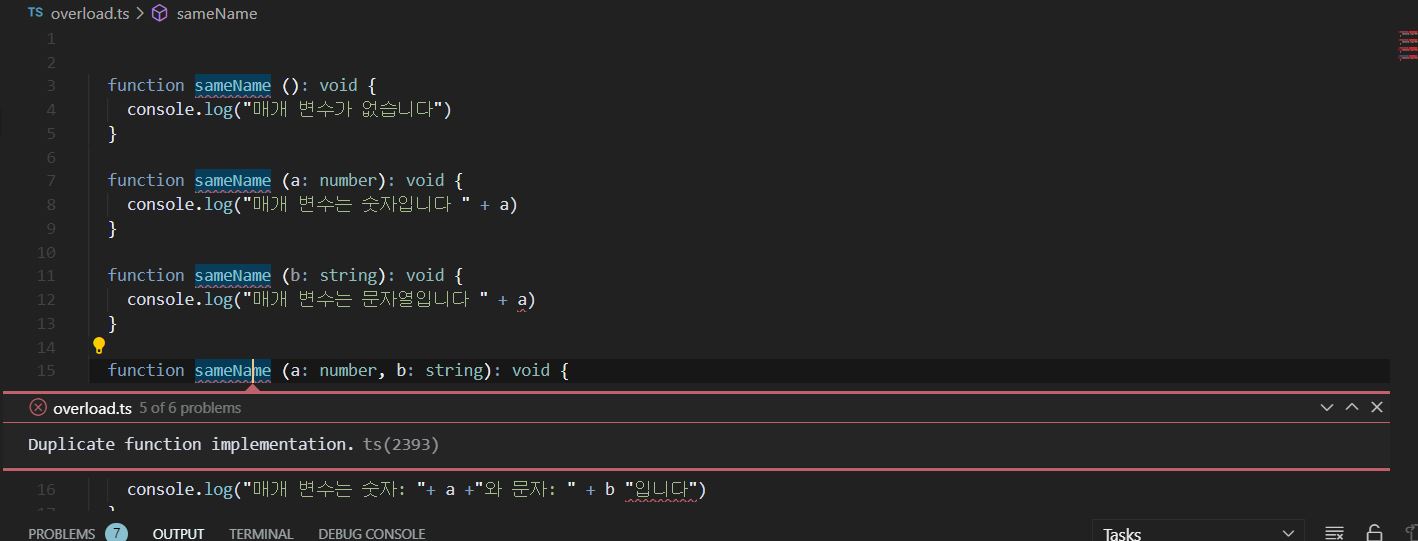 TS overload.ts > sameName
1
2
3 function sameName (): void {
4 console.log("매개 변수가 없습니다")
5 }
6
7 function sameName (a: number): void {
8 console.log("매개 변수는 숫자입니다 " + a)
9 }
10
11 function sameName (b: string): void {
12 console.log("매개 변수는 문자열입니다 " + a)
13 }
14
15 function sameName (a: number, b: string): void {
overload.ts 5 of 6 problems
Duplicate function implementation. ts(2393)
16 console.log("매개 변수는 숫자: "+ a +"와 문자: " + b "입니다")
17 }
PROBLEMS 7 OUTPUT TERMINAL DEBUG CONSOLE Tasks